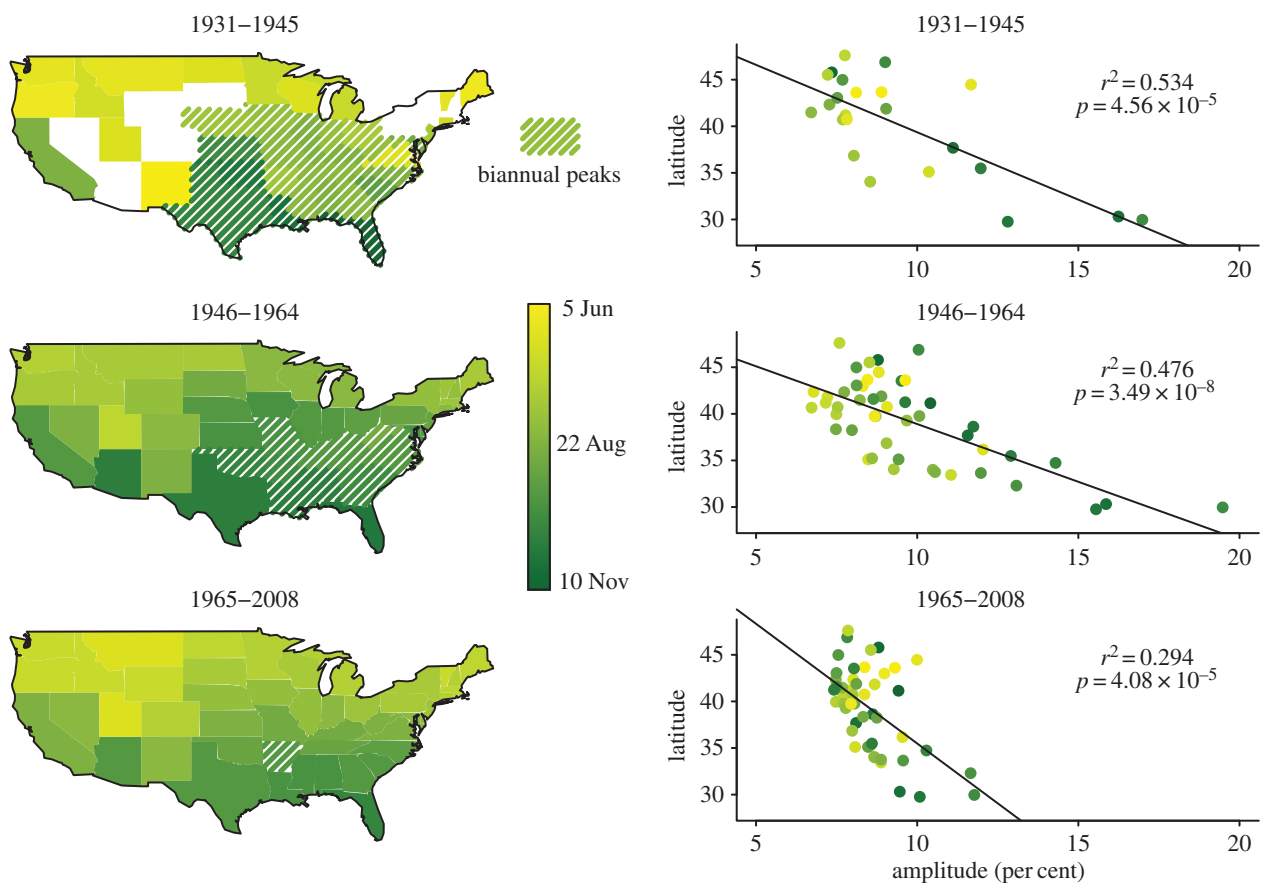 1931–1945
biannual peaks
1946–1964
5 Jun
22 Aug
10 Nov
1965–2008
1931–1945
r² = 0.534
p = 4.56 × 10⁻⁵
latitude
45
40
35
30
5
10
15
20
1946–1964
r² = 0.476
p = 3.49 × 10⁻⁸
latitude
45
40
35
30
5
10
15
20
1965–2008
r² = 0.294
p = 4.08 × 10⁻⁵
latitude
45
40
35
30
5
10
15
20
amplitude (per cent)